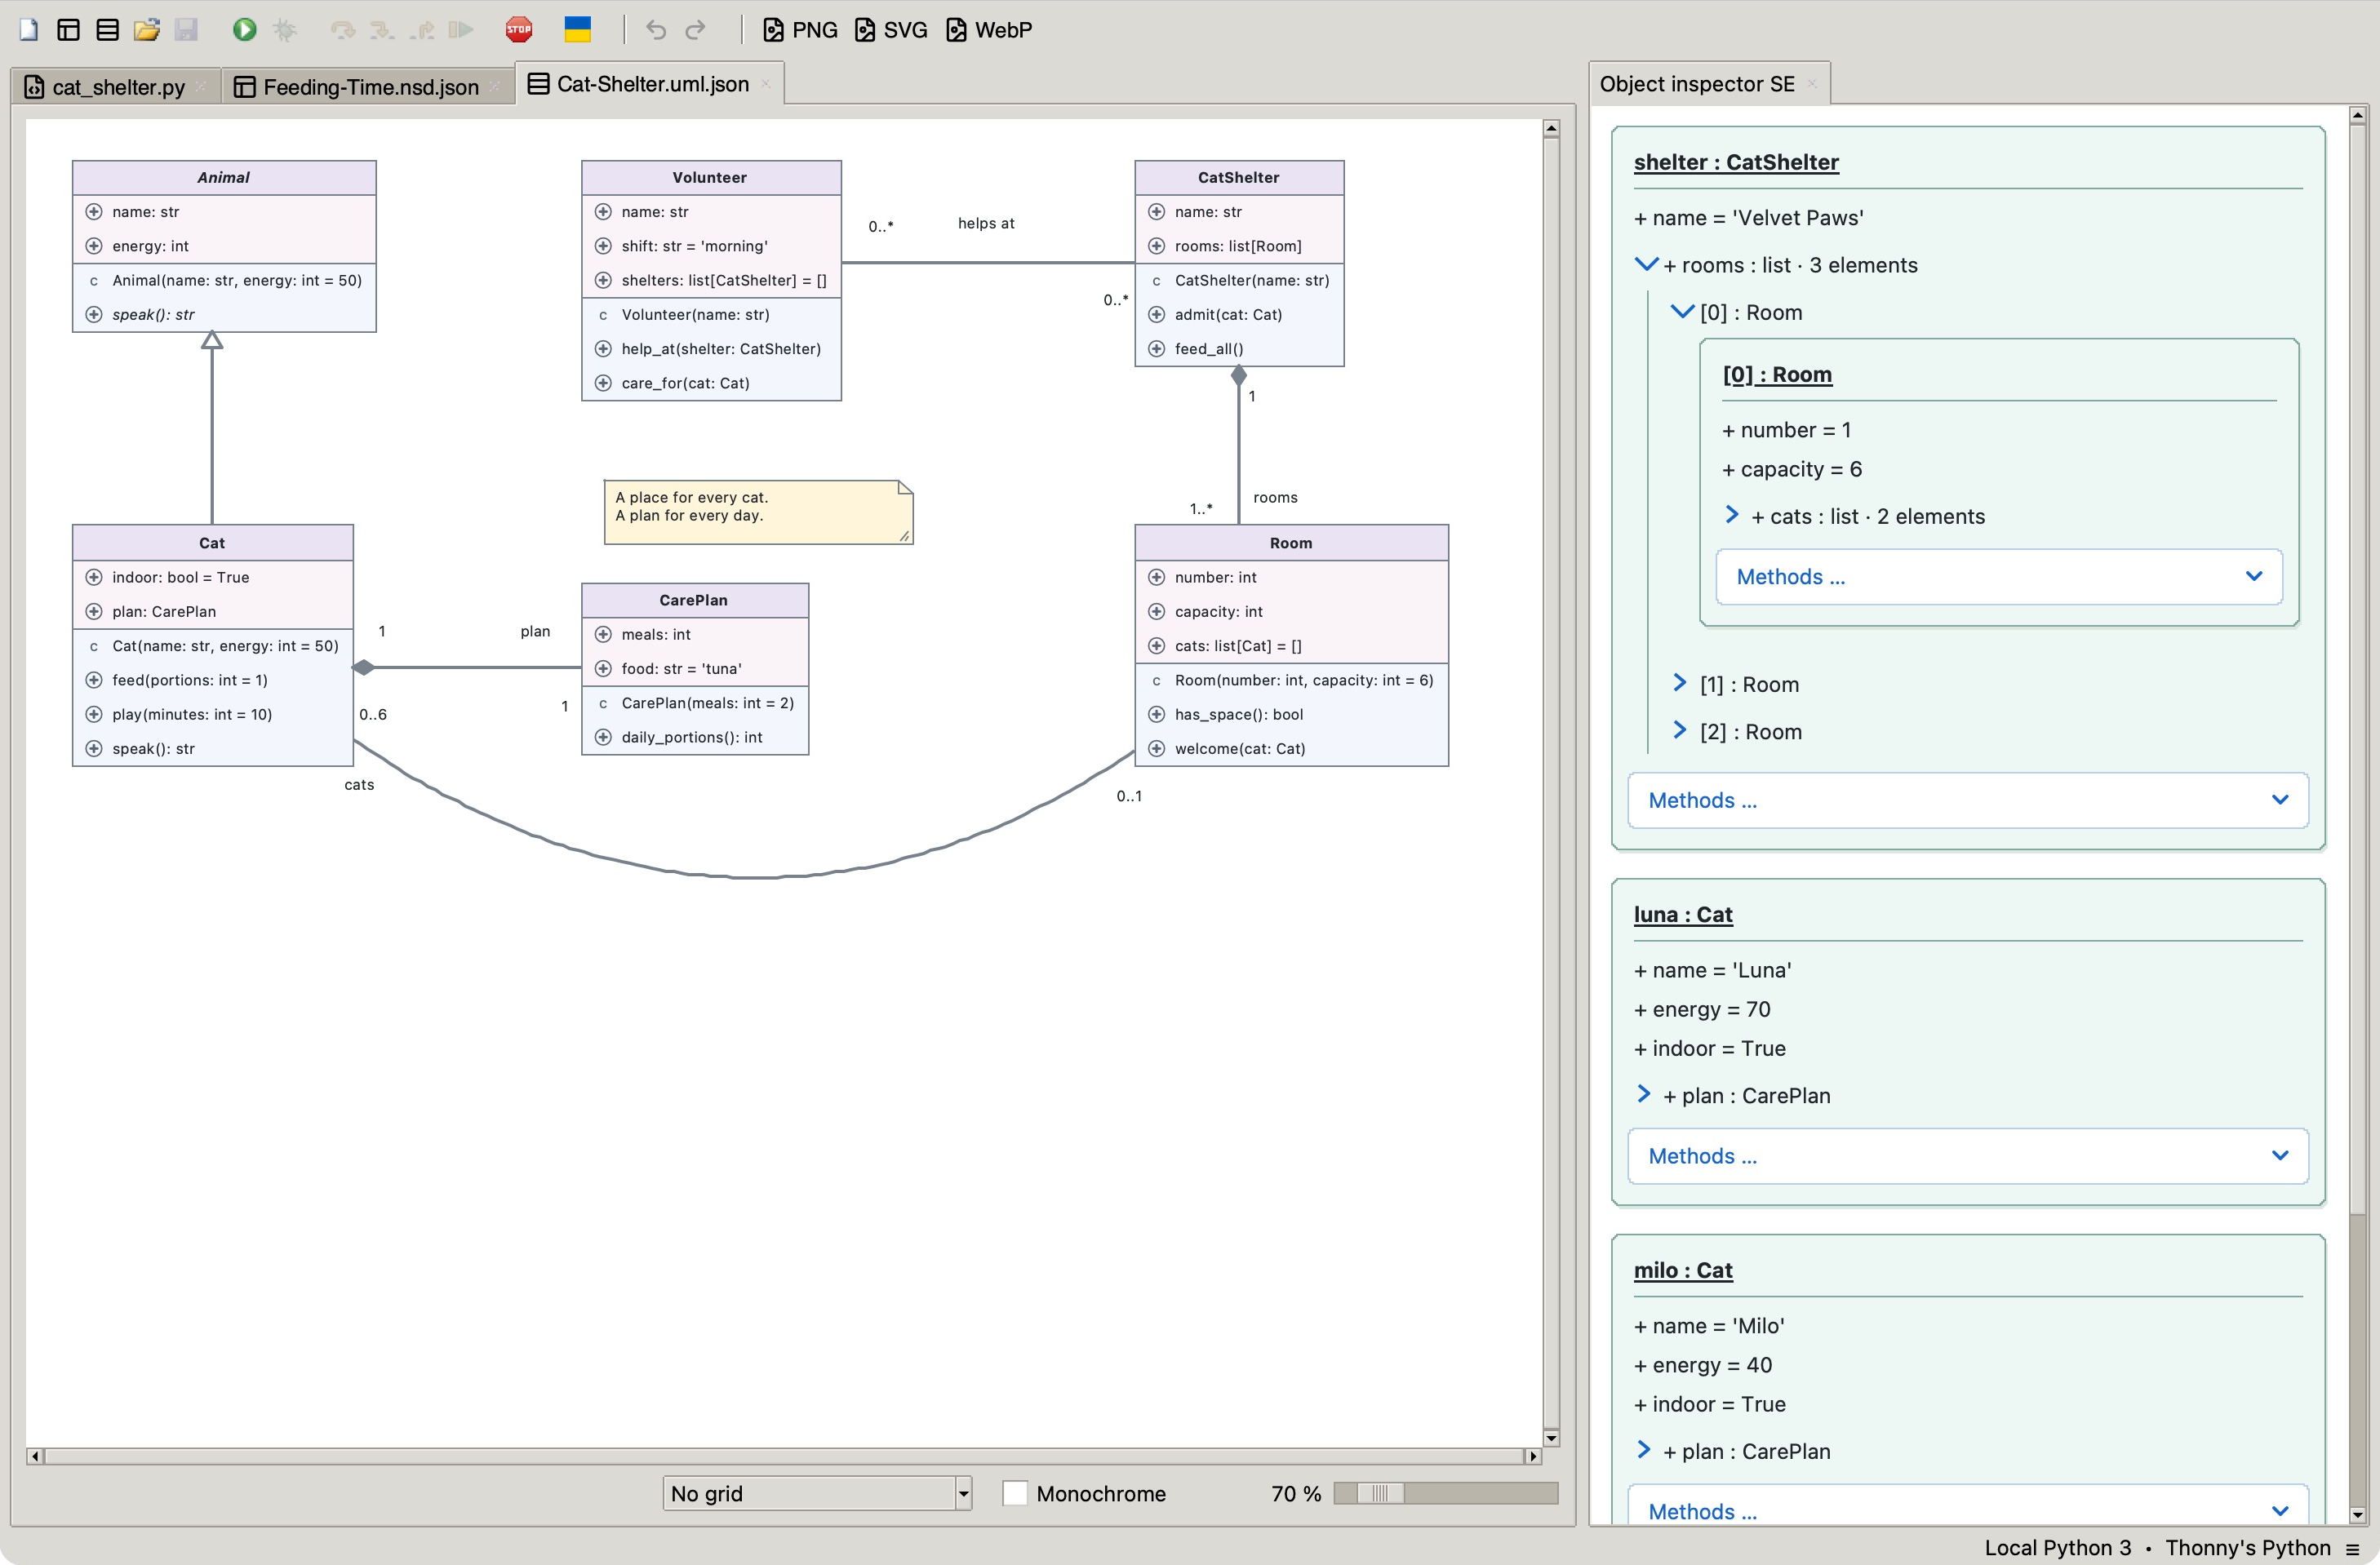 STOP
PNG
SVG
WebP
cat_shelter.py
Feeding-Time.nsd.json
Cat-Shelter.uml.json
Animal
name: str
energy: int
c Animal(name: str, energy: int = 50)
speak(): str
Volunteer
name: str
shift: str = 'morning'
shelters: list[CatShelter] = []
c Volunteer(name: str)
help_at(shelter: CatShelter)
care_for(cat: Cat)
0..*
helps at
0..*
CatShelter
name: str
rooms: list[Room]
c CatShelter(name: str)
admit(cat: Cat)
feed_all()
1
1..*
rooms
A place for every cat.
A plan for every day.
Cat
indoor: bool = True
plan: CarePlan
c Cat(name: str, energy: int = 50)
feed(portions: int = 1)
play(minutes: int = 10)
speak(): str
1
plan
1
0..6
cats
CarePlan
meals: int
food: str = 'tuna'
c CarePlan(meals: int = 2)
daily_portions(): int
Room
number: int
capacity: int
cats: list[Cat] = []
c Room(number: int, capacity: int = 6)
has_space(): bool
welcome(cat: Cat)
0..1
No grid
Monochrome
70 %
Object inspector SE
shelter : CatShelter
+ name = 'Velvet Paws'
+ rooms : list · 3 elements
[0] : Room
[0] : Room
+ number = 1
+ capacity = 6
+ cats : list · 2 elements
Methods ...
[1] : Room
[2] : Room
Methods ...
luna : Cat
+ name = 'Luna'
+ energy = 70
+ indoor = True
+ plan : CarePlan
Methods ...
milo : Cat
+ name = 'Milo'
+ energy = 40
+ indoor = True
+ plan : CarePlan
Methods ...
Local Python 3 • Thonny's Python ≡